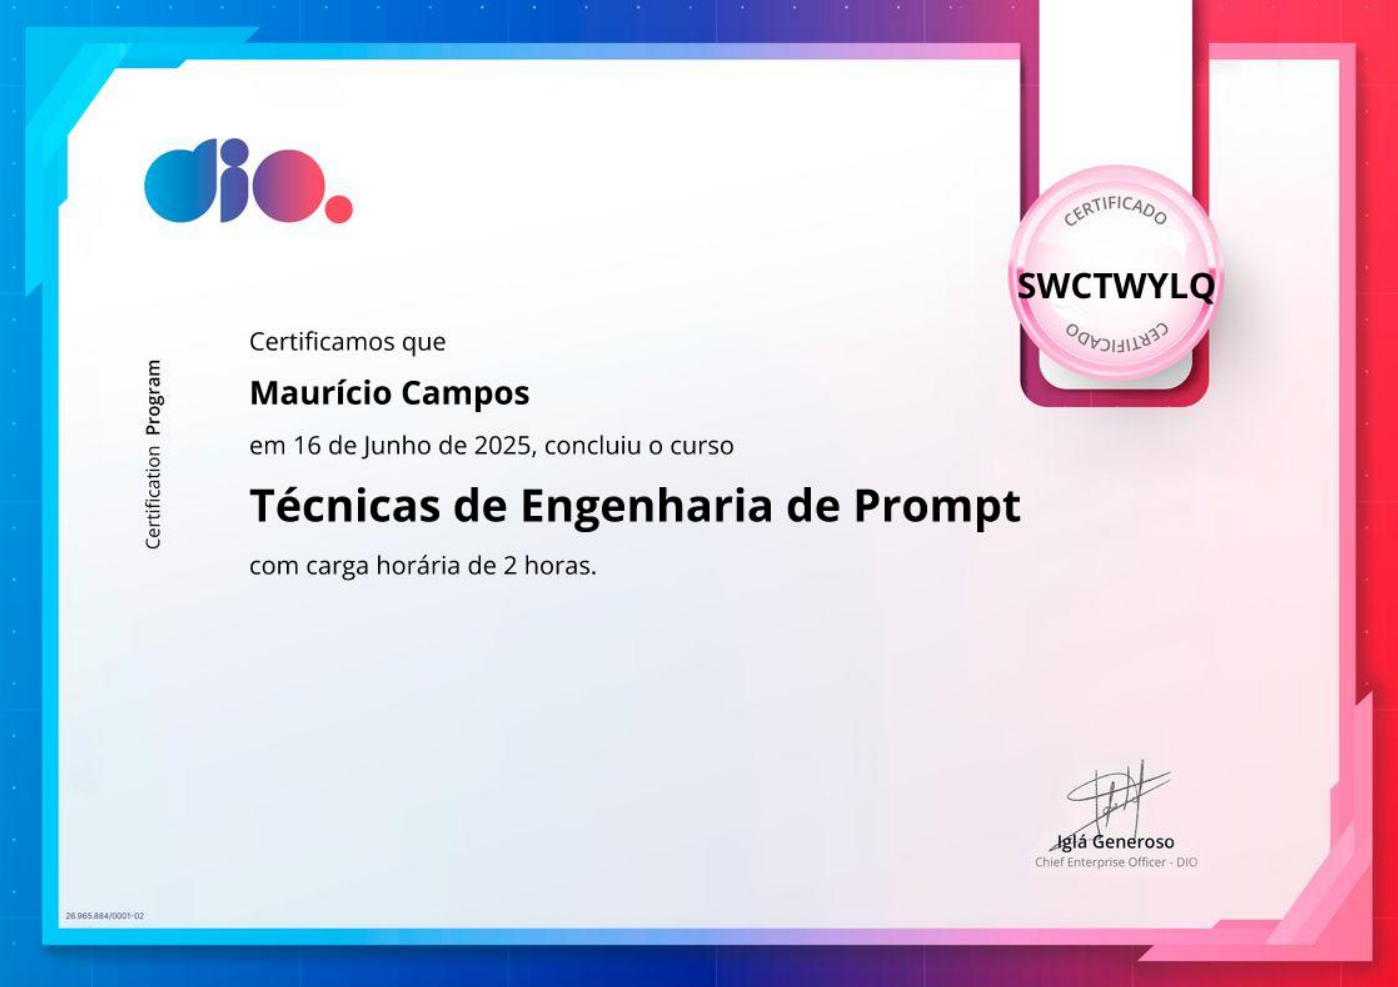 dio.
CERTIFICADO
SWCTWYLQ
CERTIFICADO
Certification Program
Certificamos que
Maurício Campos
em 16 de Junho de 2025, concluiu o curso
Técnicas de Engenharia de Prompt
com carga horária de 2 horas.
Iglá Generoso
Chief Enterprise Officer - DIO
26.965.884/0001-02